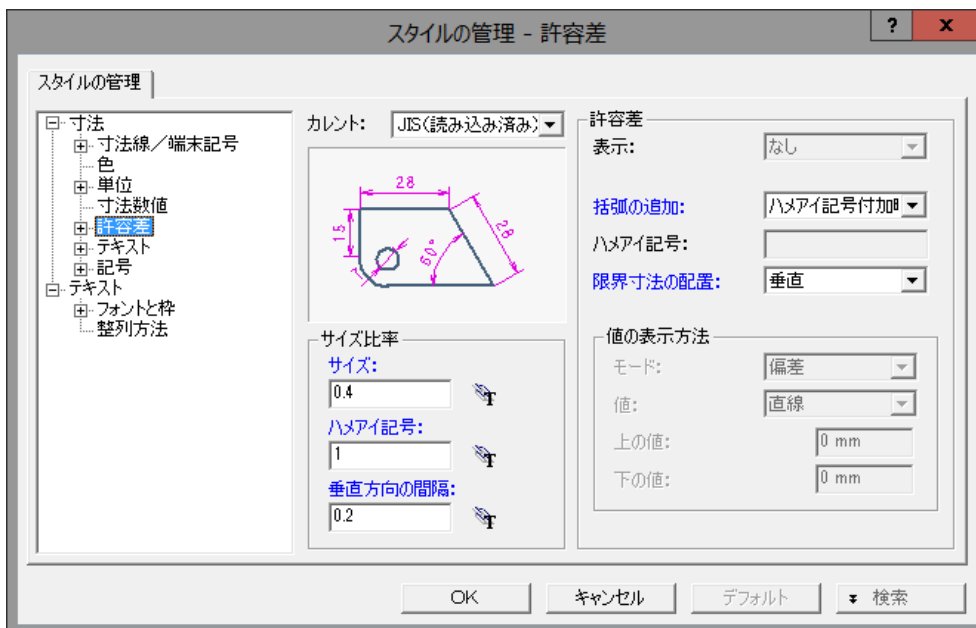 スタイルの管理 - 許容差
? x
スタイルの管理
寸法
寸法線／端末記号
色
単位
寸法数値
許容差
テキスト
記号
テキスト
フォントと枠
整列方法
カレント: JIS(読み込み済み)
28
15
28
60°
7
サイズ比率
サイズ:
0.4
ハメアイ記号:
1
垂直方向の間隔:
0.2
許容差
表示: なし
括弧の追加: ハメアイ記号付加
ハメアイ記号:
限界寸法の配置: 垂直
値の表示方法
モード: 偏差
値: 直線
上の値: 0 mm
下の値: 0 mm
OK キャンセル デフォルト 検索